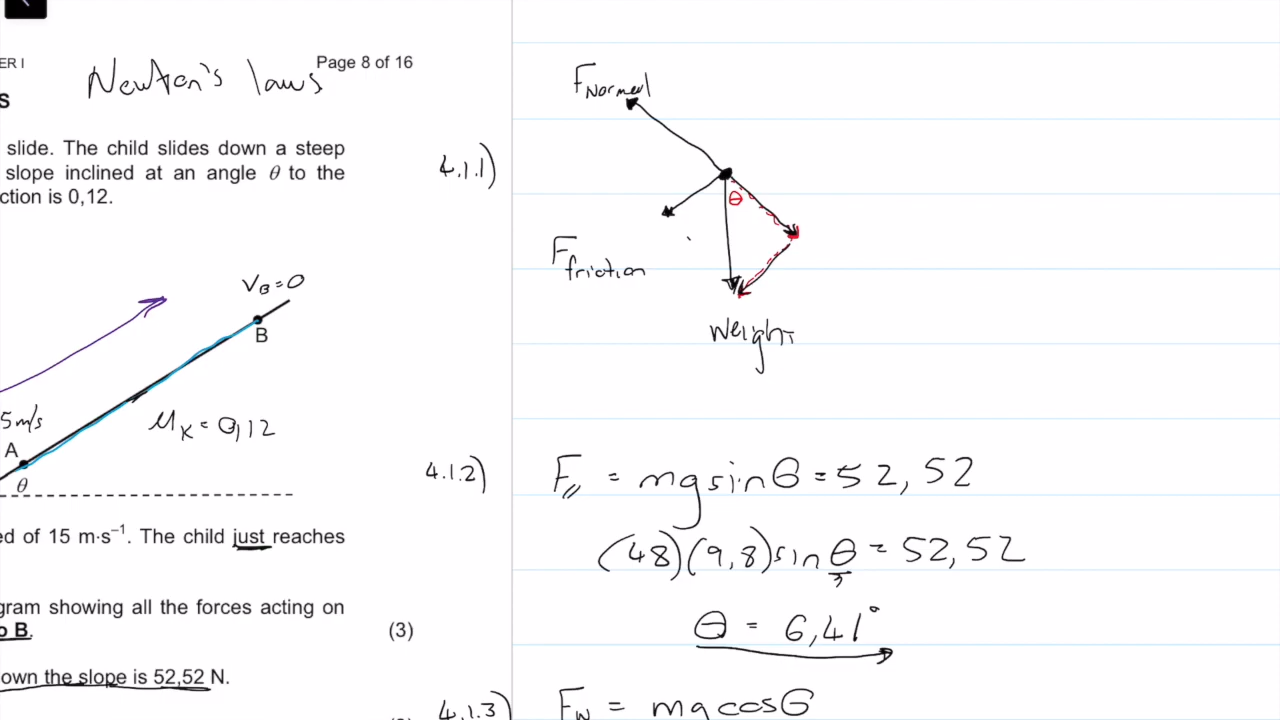 ER I
Newton's laws
Page 8 of 16
S
slide. The child slides down a steep
slope inclined at an angle θ to the
ction is 0,12.
V_B = 0
B
5 m/s
μ_K = 0,12
A
θ
ed of 15 m·s⁻¹. The child just reaches
gram showing all the forces acting on
o B.
(3)
own the slope is 52,52 N.
4.1.1)
F_Normal
θ
F_friction
Weight
4.1.2)
F_∥ = mg sinθ = 52,52
(48)(9,8) sin θ = 52,52
θ = 6,41°
4.1.3)
F_N = mg cosθ